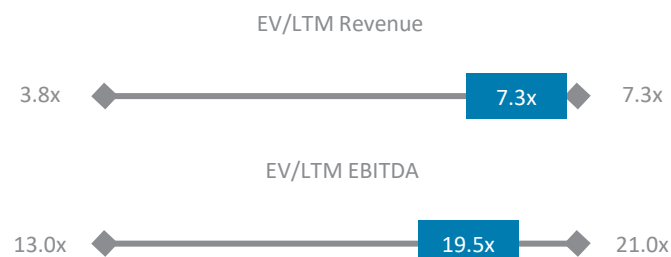 EV/LTM Revenue
3.8x 7.3x 7.3x
EV/LTM EBITDA
13.0x 19.5x 21.0x